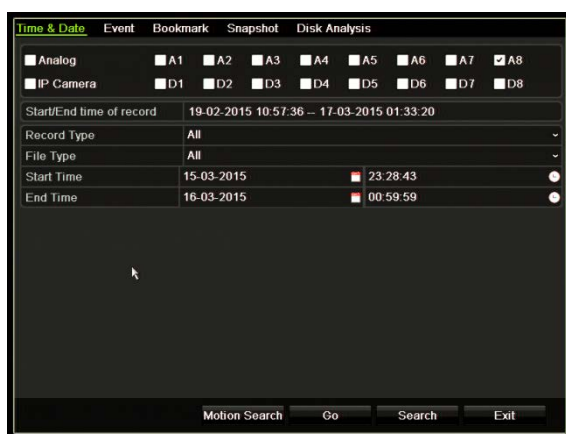 Time & Date Event Bookmark Snapshot Disk Analysis
Analog A1 A2 A3 A4 A5 A6 A7 A8
IP Camera D1 D2 D3 D4 D5 D6 D7 D8
Start/End time of record 19-02-2015 10:57:36 -- 17-03-2015 01:33:20
Record Type All
File Type All
Start Time 15-03-2015 23:28:43
End Time 16-03-2015 00:59:59
Motion Search Go Search Exit